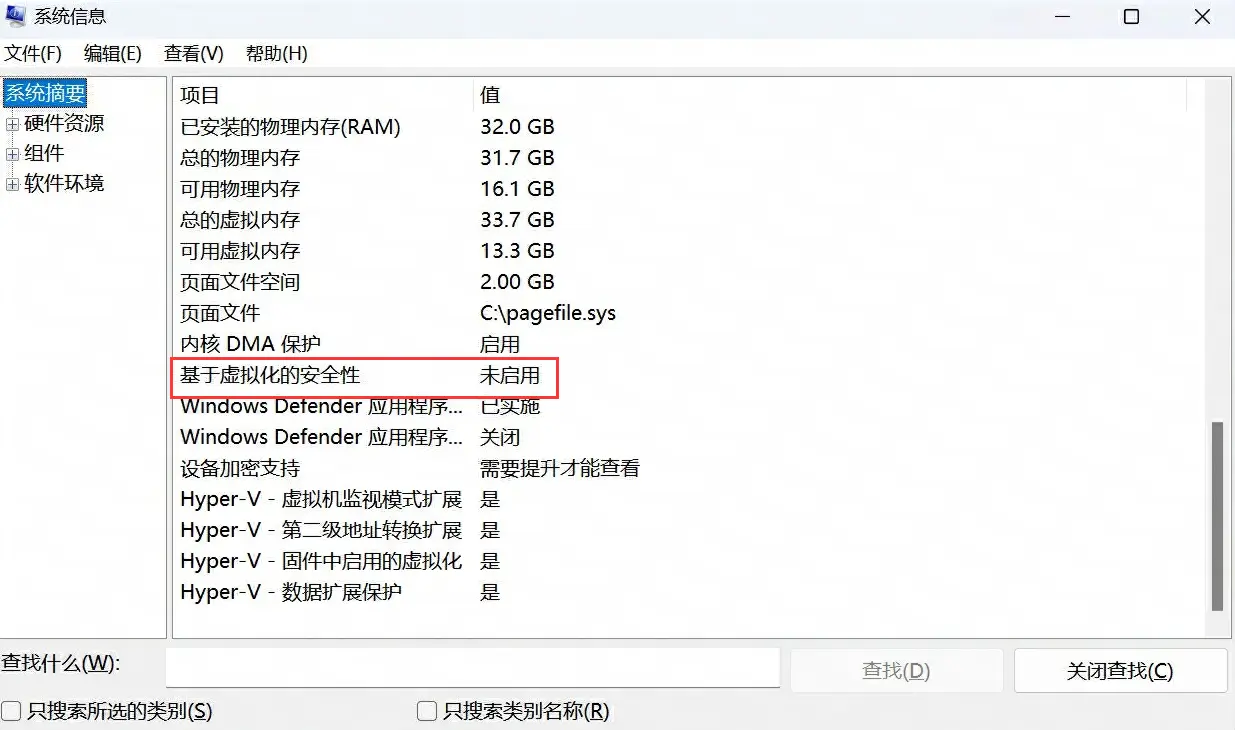 系统信息
文件(F) 编辑(E) 查看(V) 帮助(H)
系统摘要
硬件资源
组件
软件环境
项目 值
已安装的物理内存(RAM) 32.0 GB
总的物理内存 31.7 GB
可用物理内存 16.1 GB
总的虚拟内存 33.7 GB
可用虚拟内存 13.3 GB
页面文件空间 2.00 GB
页面文件 C:\pagefile.sys
内核 DMA 保护 启用
基于虚拟化的安全性 未启用
Windows Defender 应用程序... 已实施
Windows Defender 应用程序... 关闭
设备加密支持 需要提升才能查看
Hyper-V - 虚拟机监视模式扩展 是
Hyper-V - 第二级地址转换扩展 是
Hyper-V - 固件中启用的虚拟化 是
Hyper-V - 数据扩展保护 是
查找什么(W): 查找(D) 关闭查找(C)
只搜索所选的类别(S) 只搜索类别名称(R)